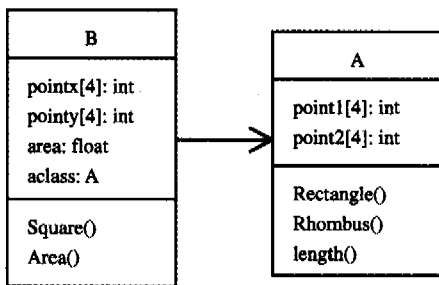 B
pointx[4]: int
pointy[4]: int
area: float
aclass: A
Square()
Area()
A
point1[4]: int
point2[4]: int
Rectangle()
Rhombus()
length()